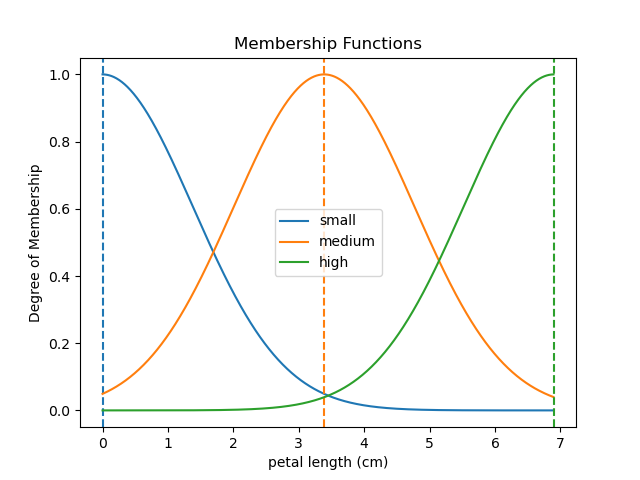 Membership Functions
Degree of Membership
1.0
0.8
0.6
0.4
0.2
0.0
small
medium
high
0 1 2 3 4 5 6 7
petal length (cm)